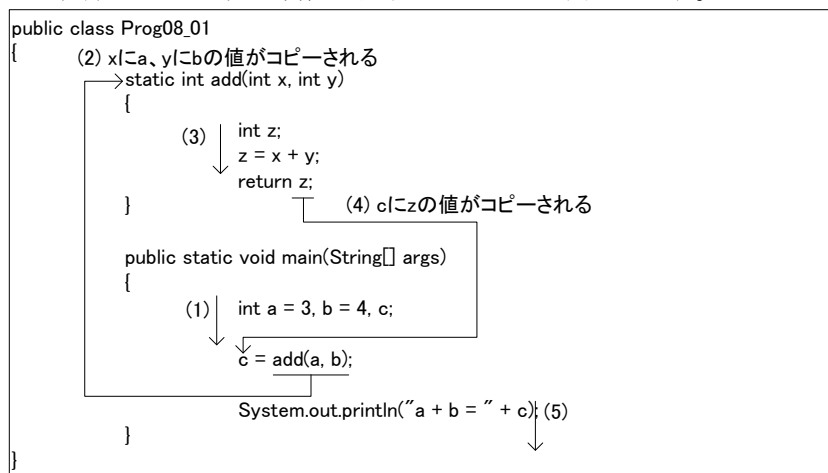 public class Prog08_01
{
(2) xにa、yにbの値がコピーされる
static int add(int x, int y)
{
(3)
int z;
z = x + y;
return z;
}
(4) cにzの値がコピーされる
public static void main(String[] args)
{
(1)
int a = 3, b = 4, c;
c = add(a, b);
System.out.println("a + b = " + c); (5)
}
}